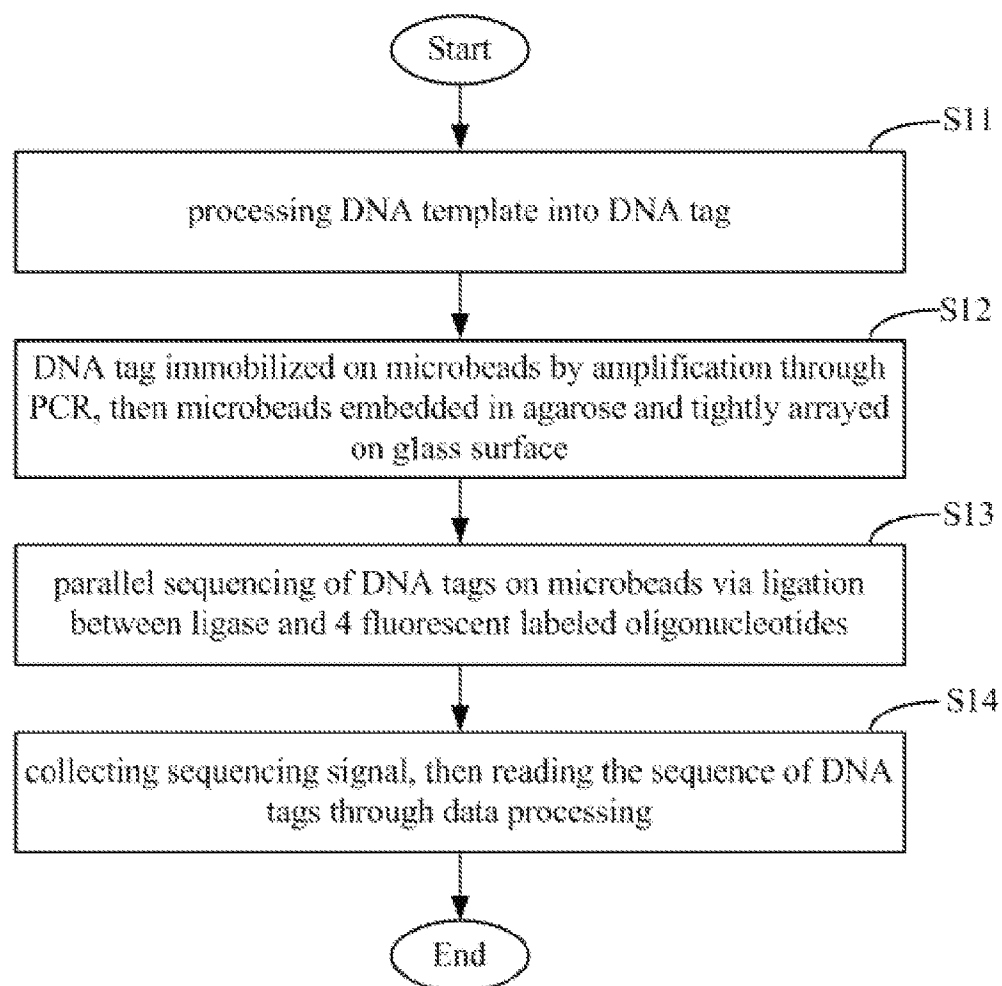 Start
S11
processing DNA template into DNA tag
S12
DNA tag immobilized on microbeads by amplification through
PCR, then microbeads embedded in agarose and tightly arrayed
on glass surface
S13
parallel sequencing of DNA tags on microbeads via ligation
between ligase and 4 fluorescent labeled oligonucleotides
S14
collecting sequencing signal, then reading the sequence of DNA
tags through data processing
End